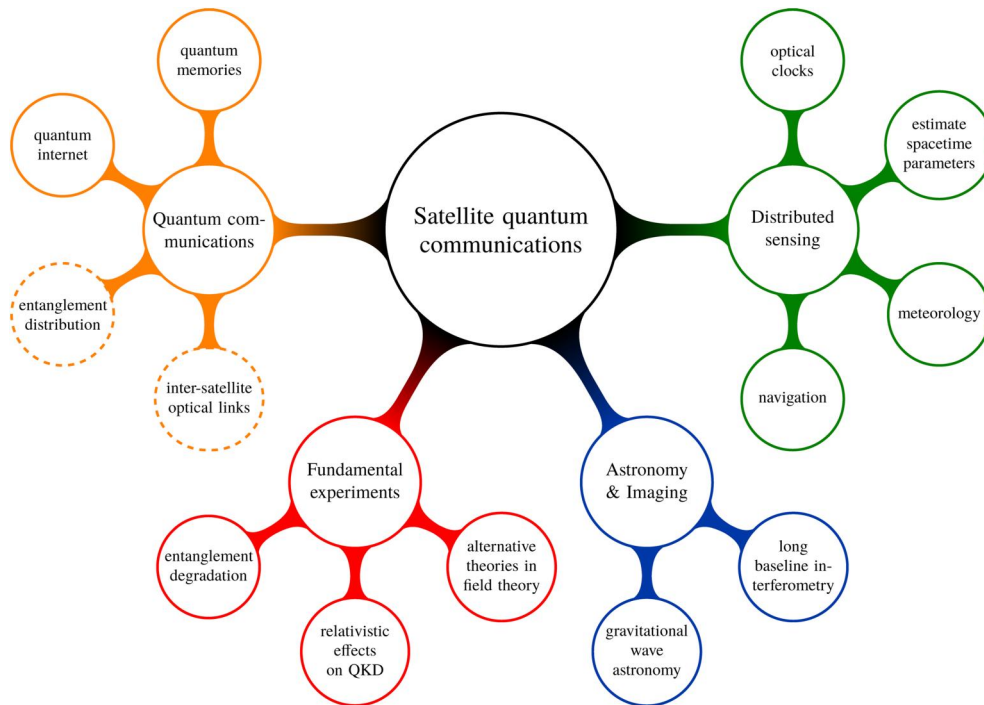 Satellite quantum
communications
Quantum com-
munications
quantum
memories
quantum
internet
entanglement
distribution
inter-satellite
optical links
Distributed
sensing
optical
clocks
estimate
spacetime
parameters
meteorology
navigation
Fundamental
experiments
entanglement
degradation
relativistic
effects
on QKD
alternative
theories in
field theory
Astronomy
& Imaging
gravitational
wave
astronomy
long
baseline in-
terferometry